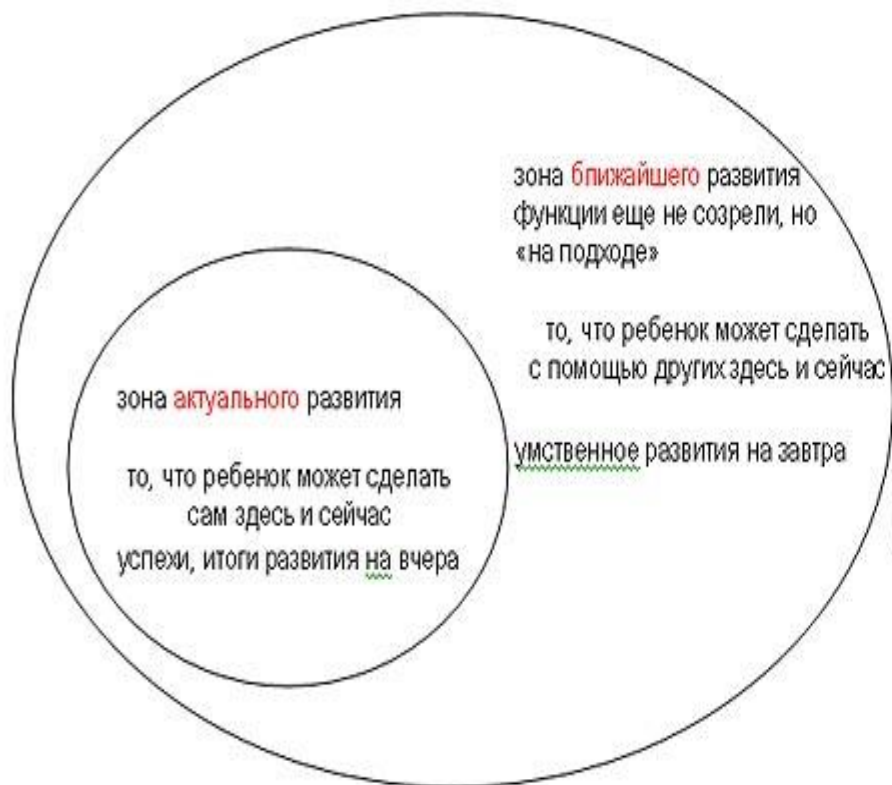 зона ближайшего развития
функции еще не созрели, но
«на подходе»
то, что ребенок может сделать
с помощью других здесь и сейчас
умственное развития на завтра
зона актуального развития
то, что ребенок может сделать
сам здесь и сейчас
успехи, итоги развития на вчера